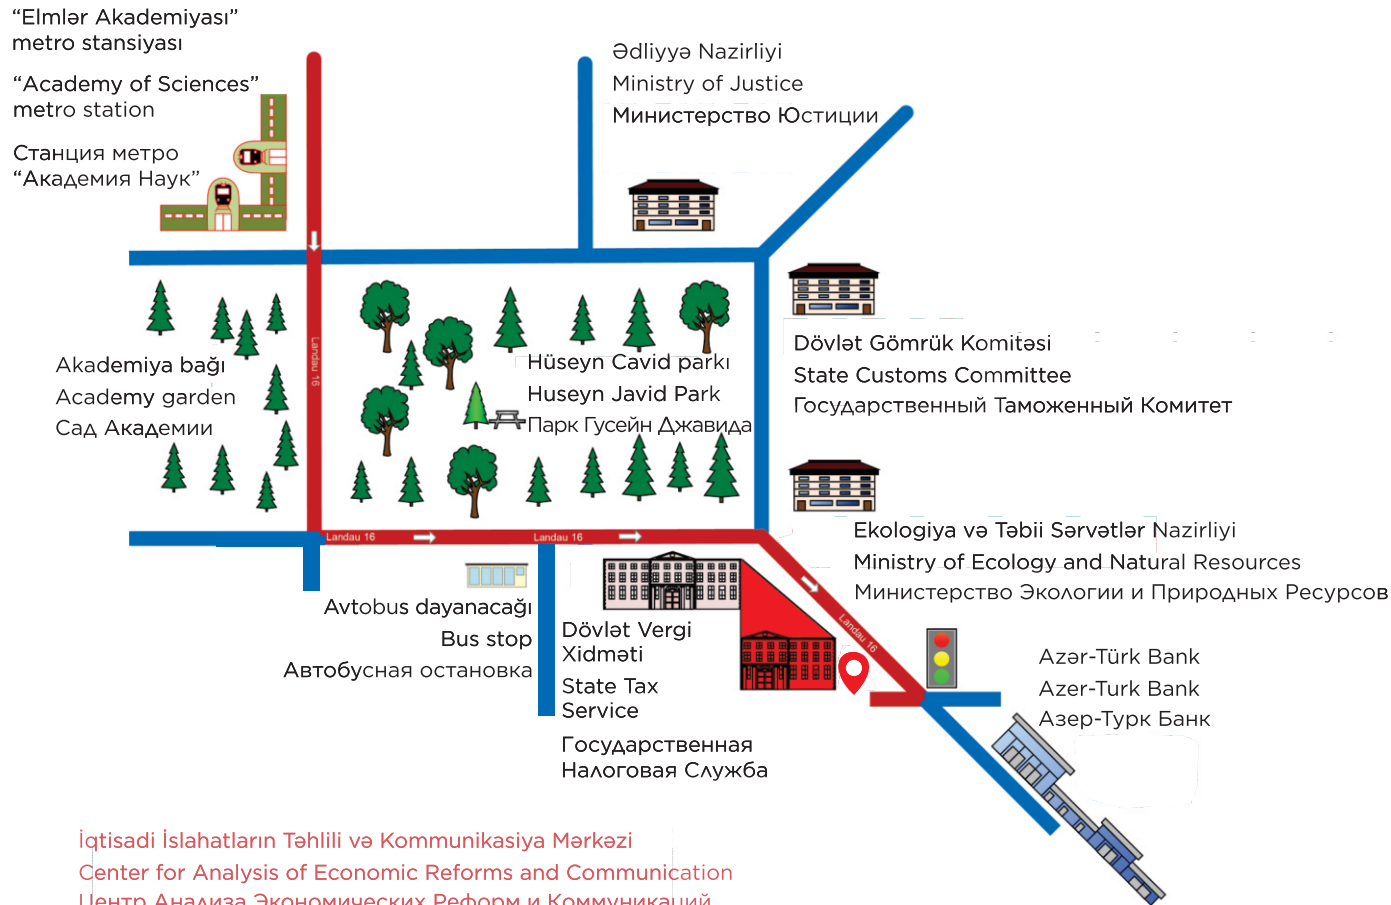 “Elmlər Akademiyası”
metro stansiyası
“Academy of Sciences”
metro station
Станция метро
“Академия Наук”
Ədliyyə Nazirliyi
Ministry of Justice
Министерство Юстиции
Landau 16
Akademiya bağı
Academy garden
Сад Академии
Hüseyn Cavid parkı
Huseyn Javid Park
Парк Гусейн Джавида
Dövlət Gömrük Komitəsi
State Customs Committee
Государственный Таможенный Комитет
Landau 16
Landau 16
Ekologiya və Təbii Sərvətlər Nazirliyi
Ministry of Ecology and Natural Resources
Министерство Экологии и Природных Ресурсов
Avtobus dayanacağı
Bus stop
Автобусная остановка
Dövlət Vergi
Xidməti
State Tax
Service
Государственная
Налоговая Служба
Landau 16
Azər-Türk Bank
Azer-Turk Bank
Азер-Турк Банк
İqtisadi İslahatların Təhlili və Kommunikasiya Mərkəzi
Center for Analysis of Economic Reforms and Communication
Центр Анализа Экономических Реформ и Коммуникаций